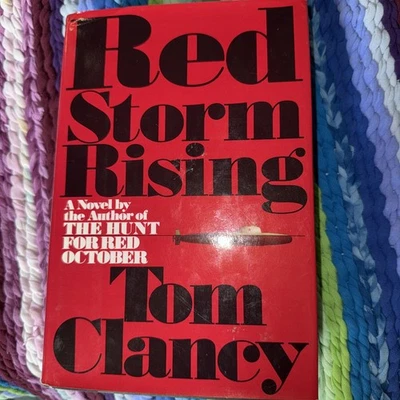 Red
Storm
Rising
A Novel by
the Author of
THE HUNT
FOR RED
OCTOBER
Tom
Clancy